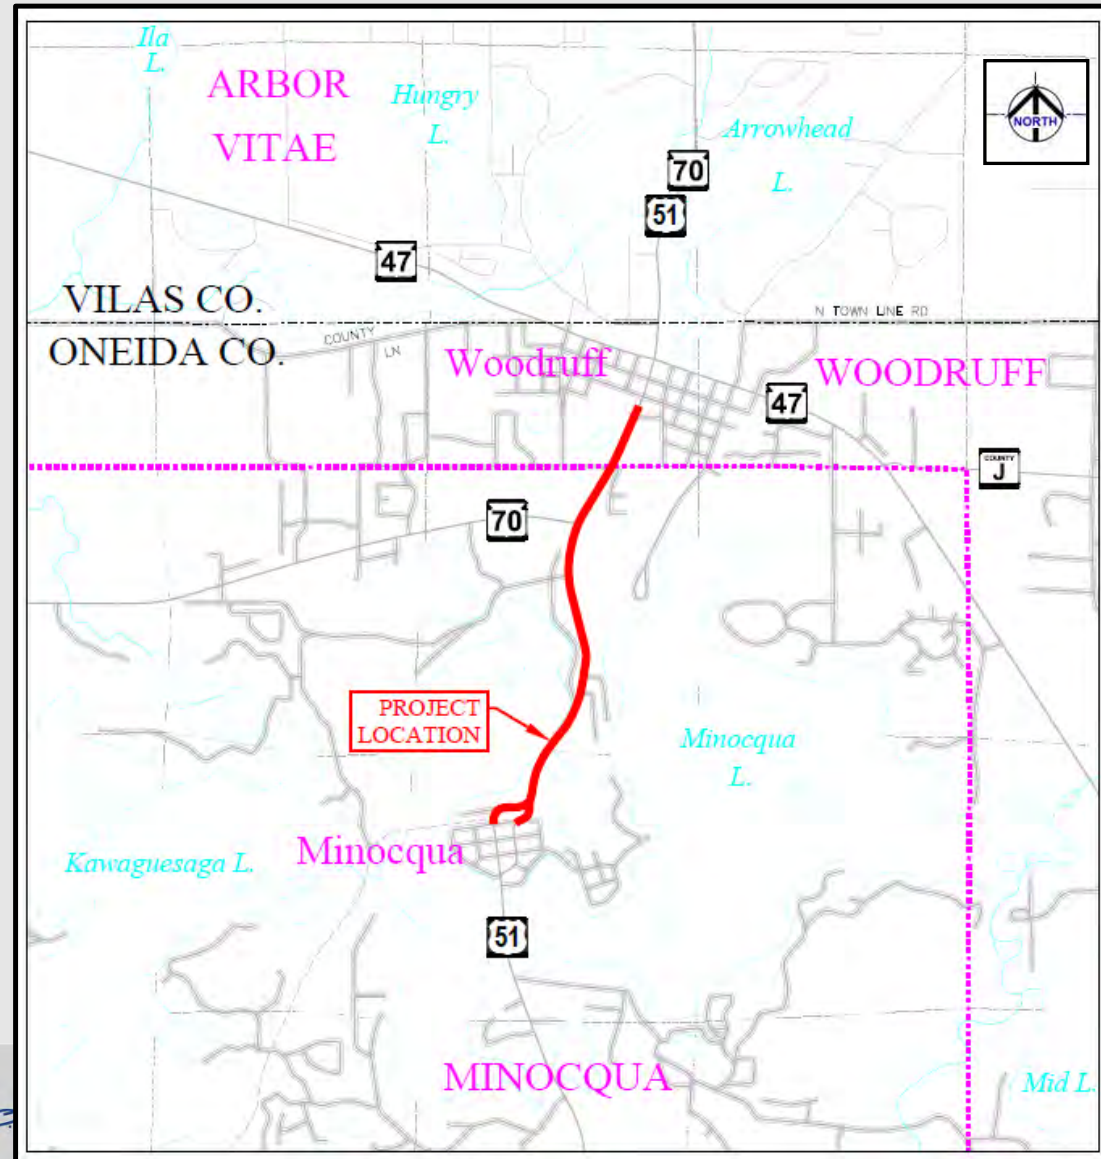 Ila
L.
ARBOR
VITAE
Hungry
L.
Arrowhead
L.
NORTH
70
51
47
VILAS CO.
ONEIDA CO.
COUNTY
LN
N TOWN LINE RD
Woodruff
WOODRUFF
47
COUNTY
J
70
PROJECT
LOCATION
Minocqua
L.
Minocqua
Kawaguesaga L.
51
MINOCQUA
Mid L.